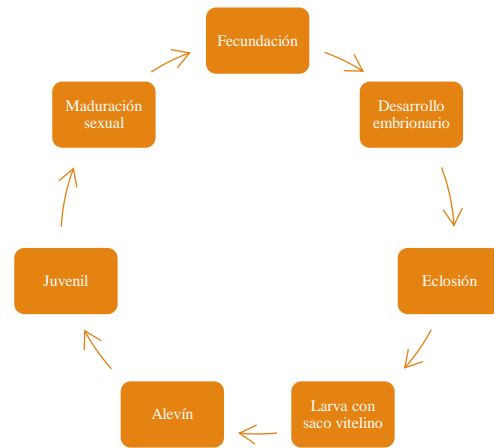 Fecundación
Desarrollo
embrionario
Eclosión
Larva con
saco vitelino
Alevín
Juvenil
Maduración
sexual